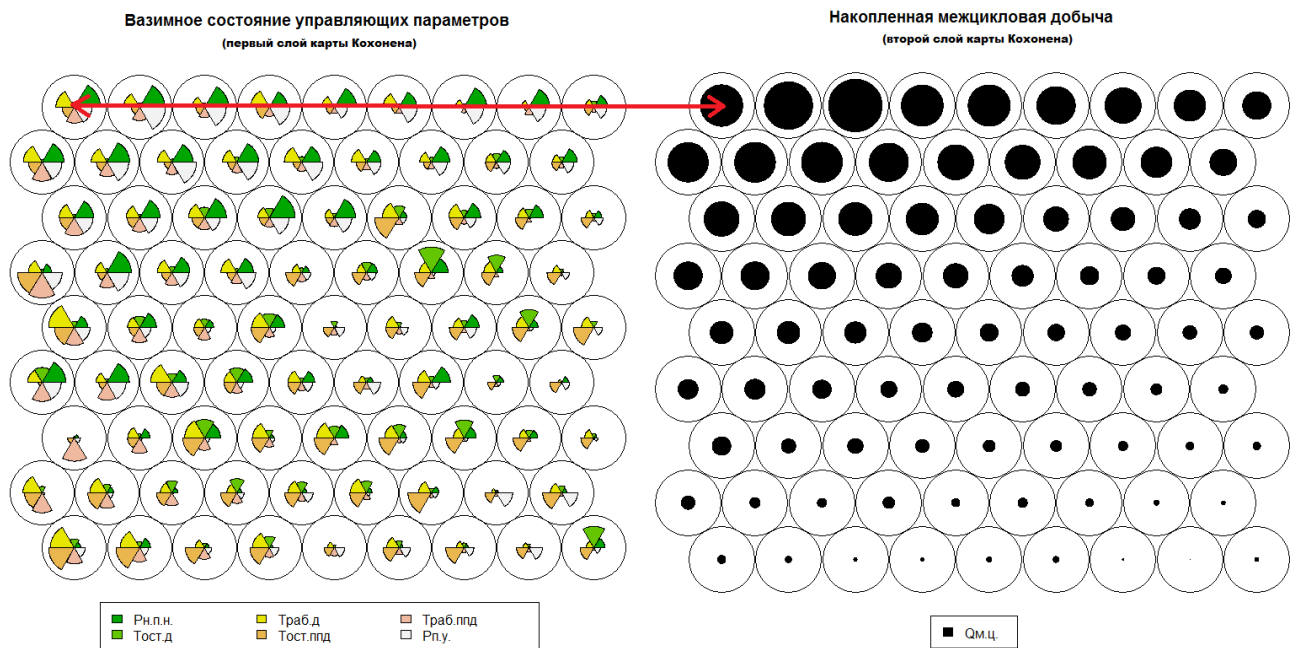 Вазимное состояние управляющих параметров
(первый слой карты Кохонена)
Накопленная межцикловая добыча
(второй слой карты Кохонена)
Рн.п.н.
Траб.д
Траб.ппд
Тост.д
Тост.ппд
Рп.у.
Qм.ц.